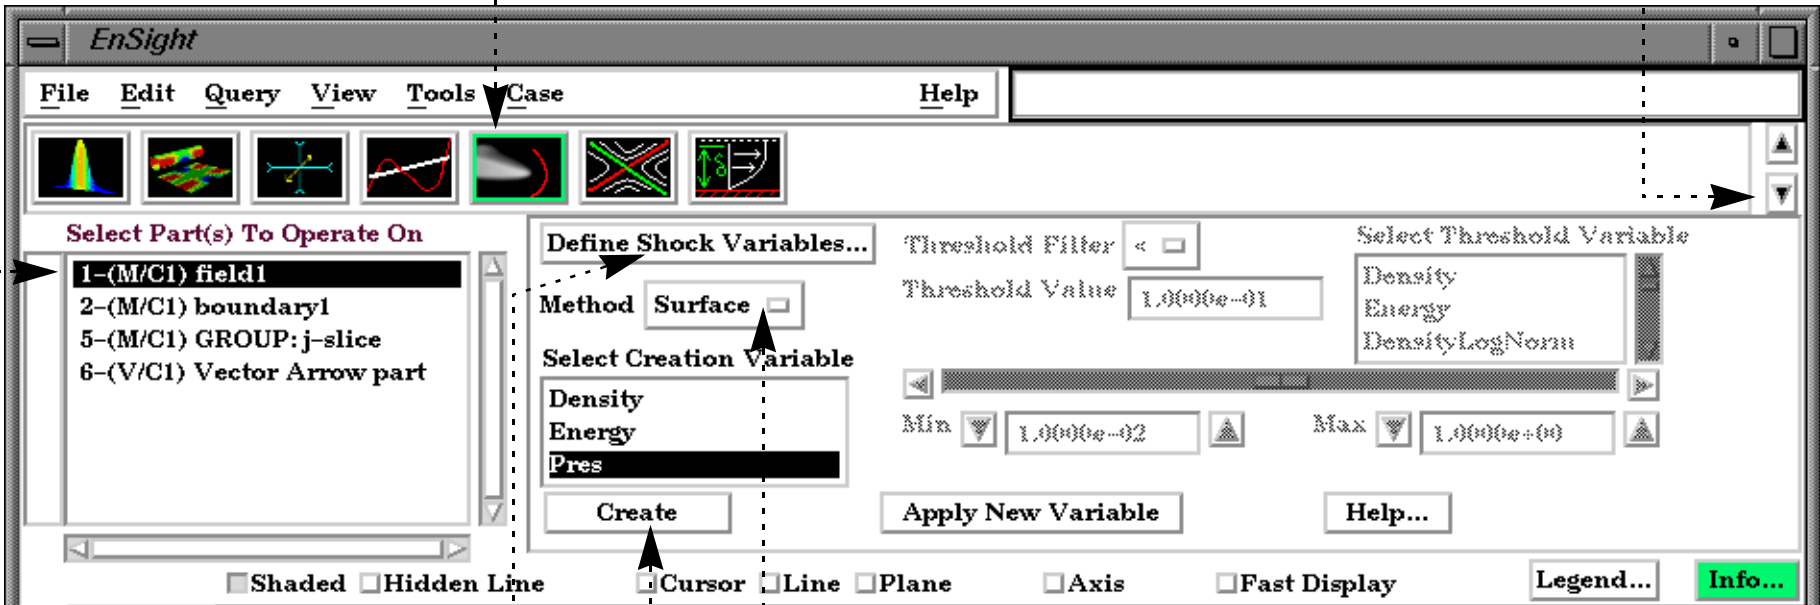 EnSight
File Edit Query View Tools Case Help
δ
Select Part(s) To Operate On
1-(M/C1) field1
2-(M/C1) boundary1
5-(M/C1) GROUP: j-slice
6-(V/C1) Vector Arrow part
Define Shock Variables...
Method Surface
Select Creation Variable
Density
Energy
Pres
Create
Threshold Filter <
Threshold Value 1.0000e-01
Select Threshold Variable
Density
Energy
DensityLogNorm
Min 1.0000e-02 Max 1.0000e+00
Apply New Variable
Help...
Shaded Hidden Line Cursor Line Plane Axis Fast Display Legend... Info...